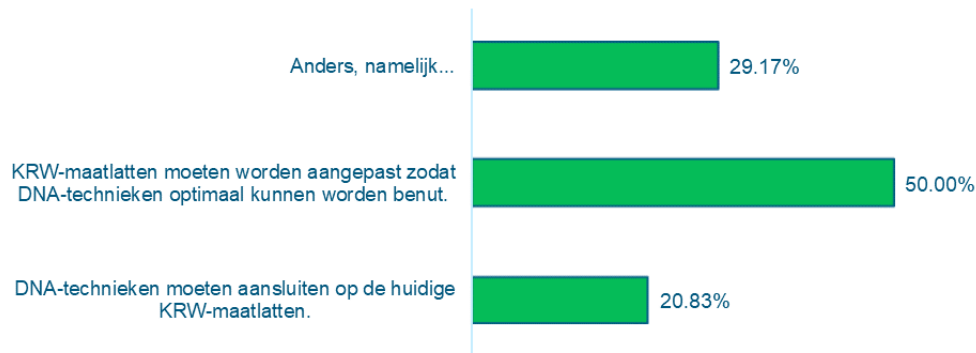 Anders, namelijk...
29.17%
KRW-maatlatten moeten worden aangepast zodat
DNA-technieken optimaal kunnen worden benut.
50.00%
DNA-technieken moeten aansluiten op de huidige
KRW-maatlatten.
20.83%